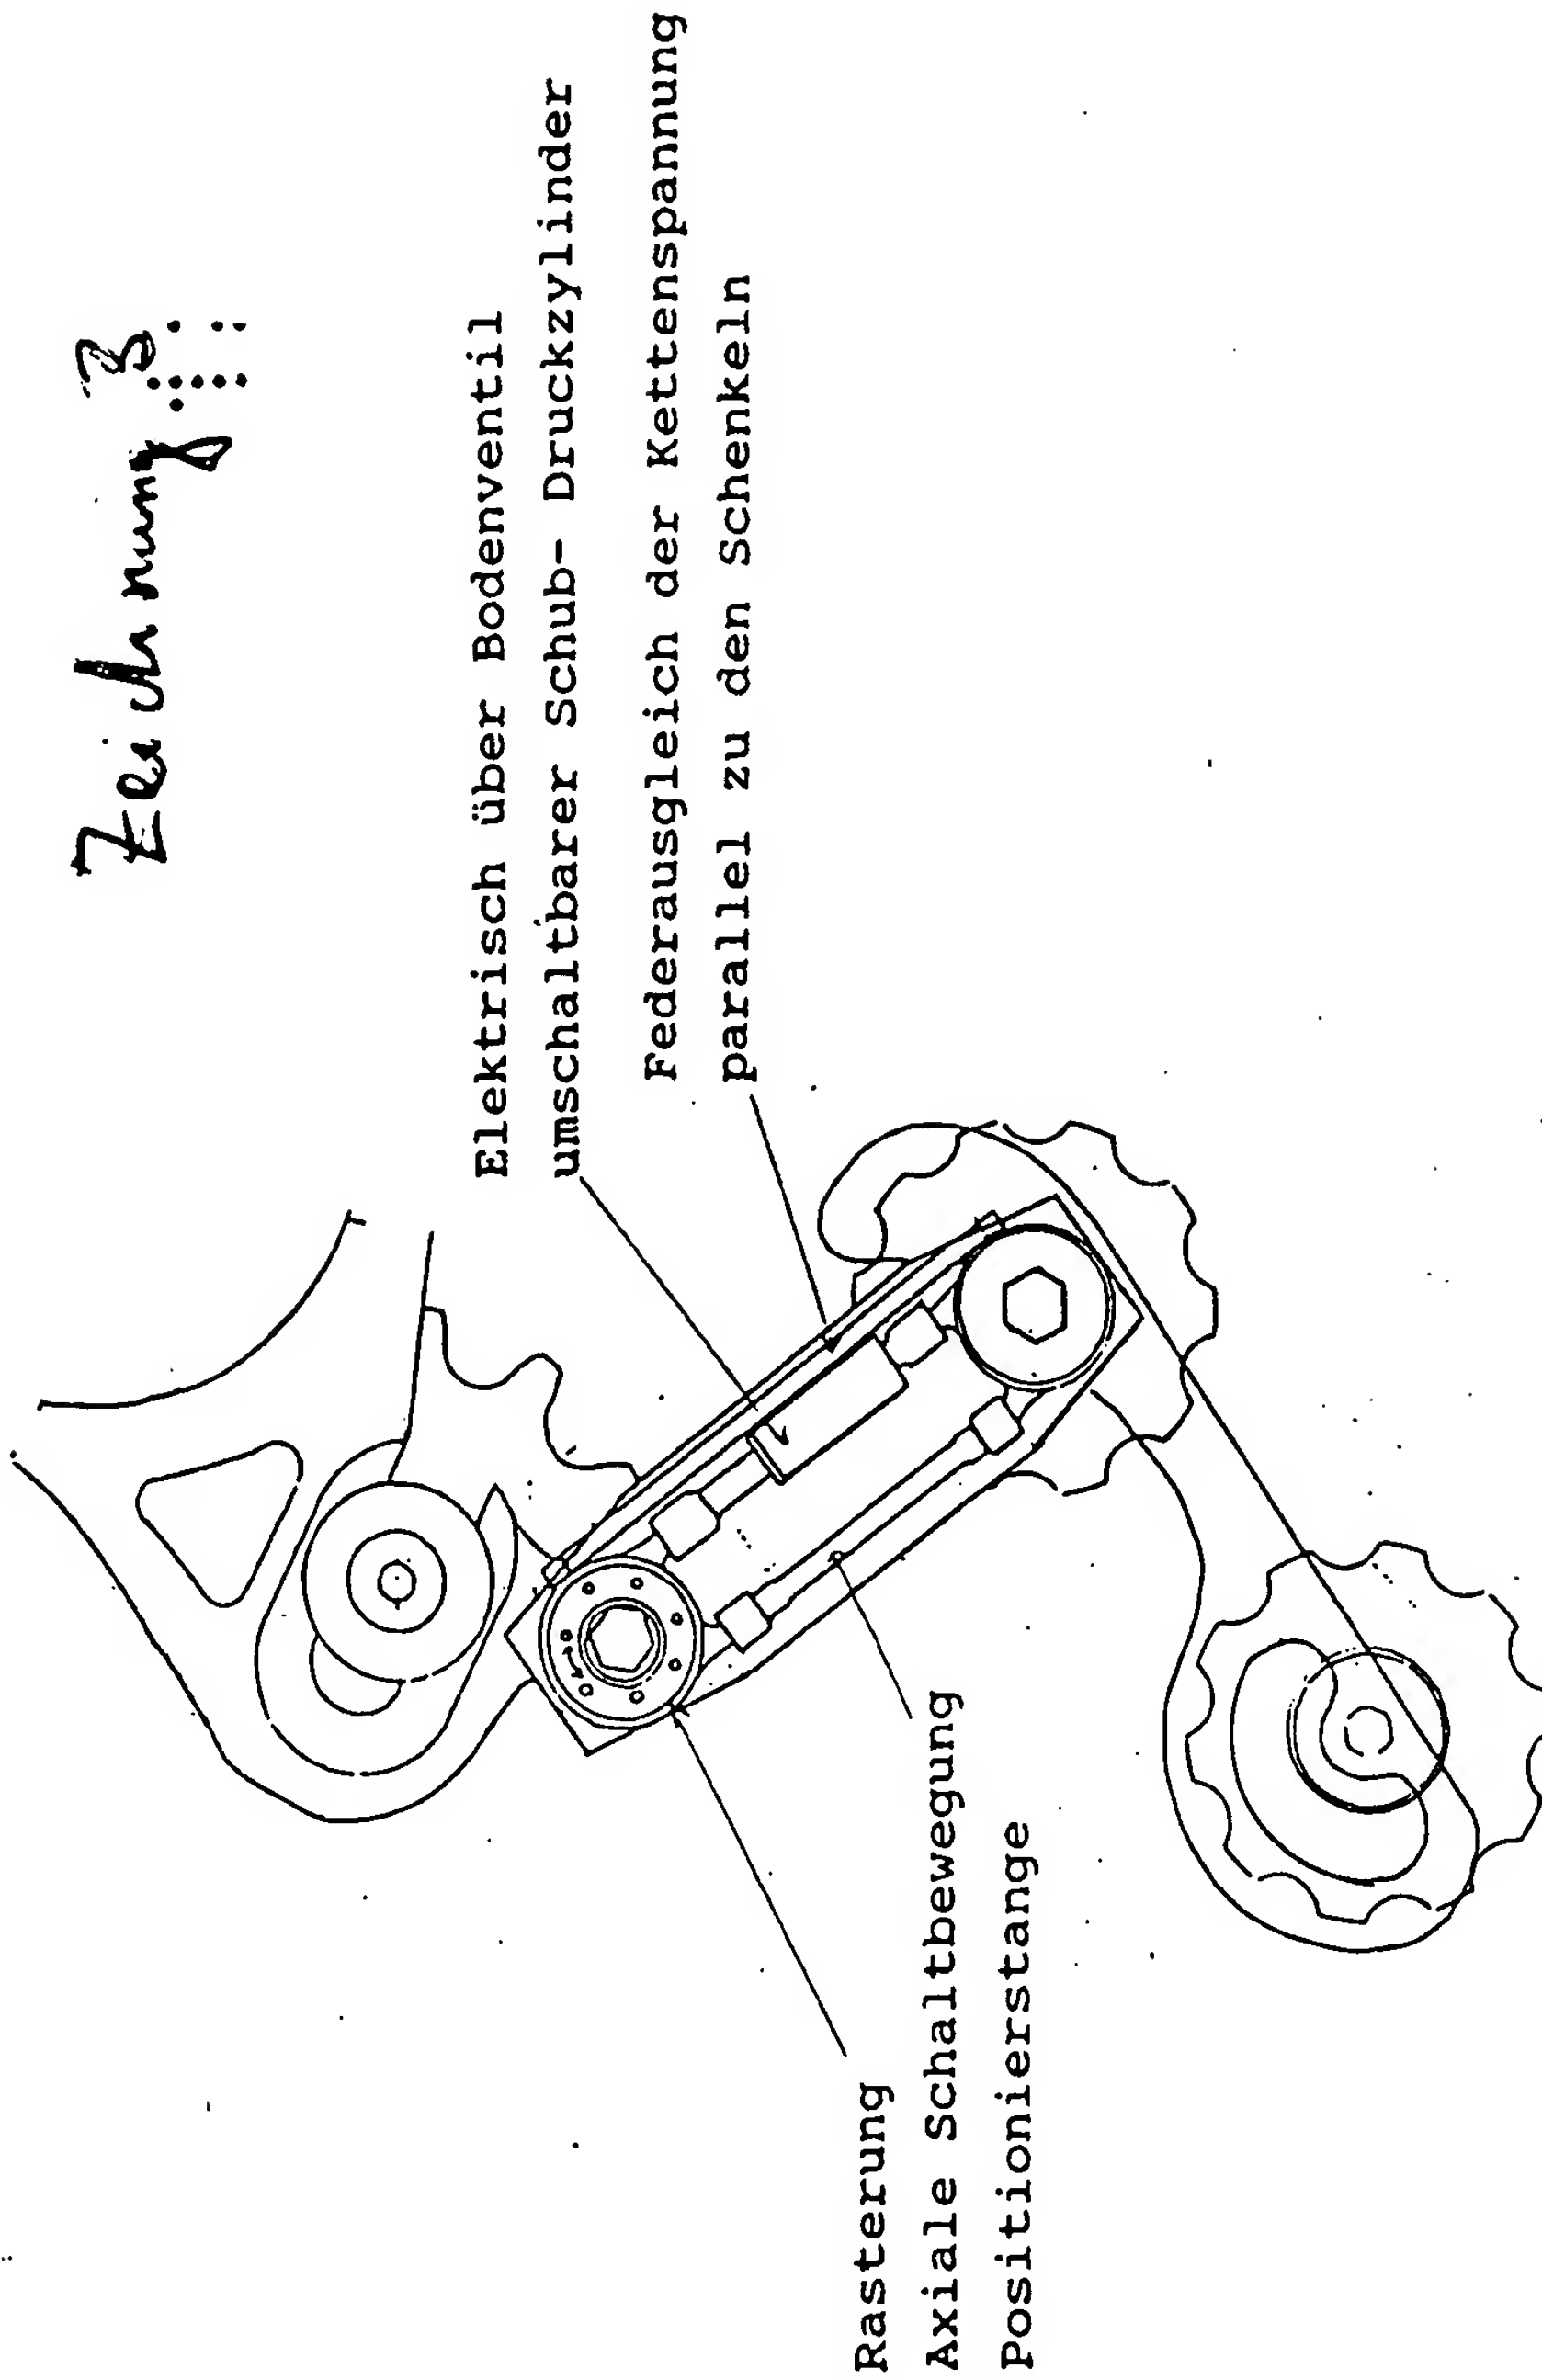 Zeichnung 3
Elektrisch über Bodenventil
umschaltbarer Schub- Druckzylinder
Federausgleich der Kettenspannung
parallel zu den Schenkeln
Rasterung
Axiale Schaltbewegung
Positionierstange